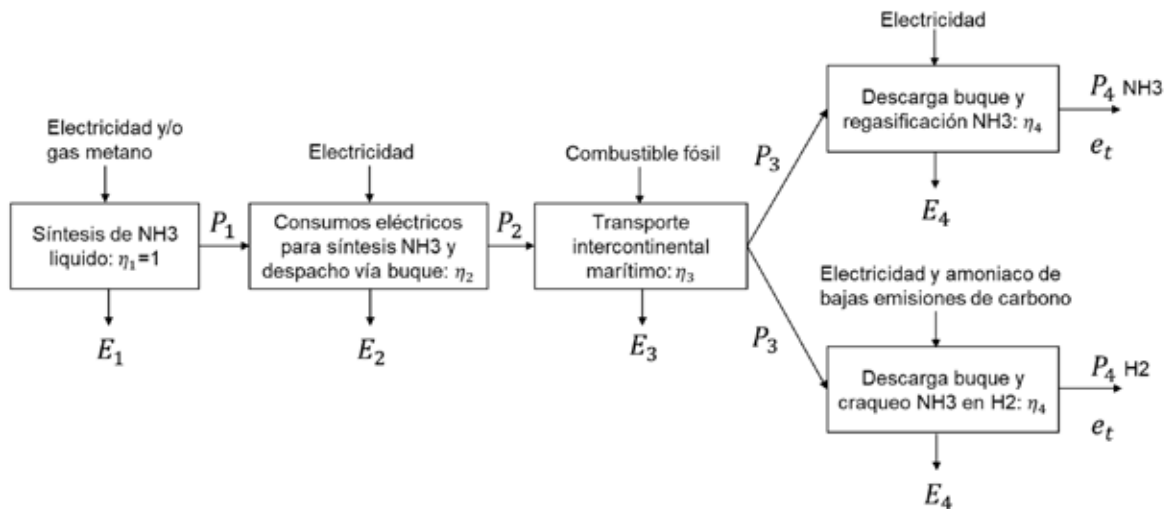 Electricidad y/o
gas metano
Síntesis de NH3
liquido: η₁=1
E₁
P₁
Electricidad
Consumos eléctricos
para síntesis NH3 y
despacho vía buque: η₂
E₂
P₂
Combustible fósil
Transporte
intercontinental
marítimo: η₃
E₃
P₃
Electricidad
Descarga buque y
regasificación NH3: η₄
E₄
P₄ NH3
eₜ
P₃
Electricidad y amoniaco de
bajas emisiones de carbono
Descarga buque y
craqueo NH3 en H2: η₄
E₄
P₄ H2
eₜ